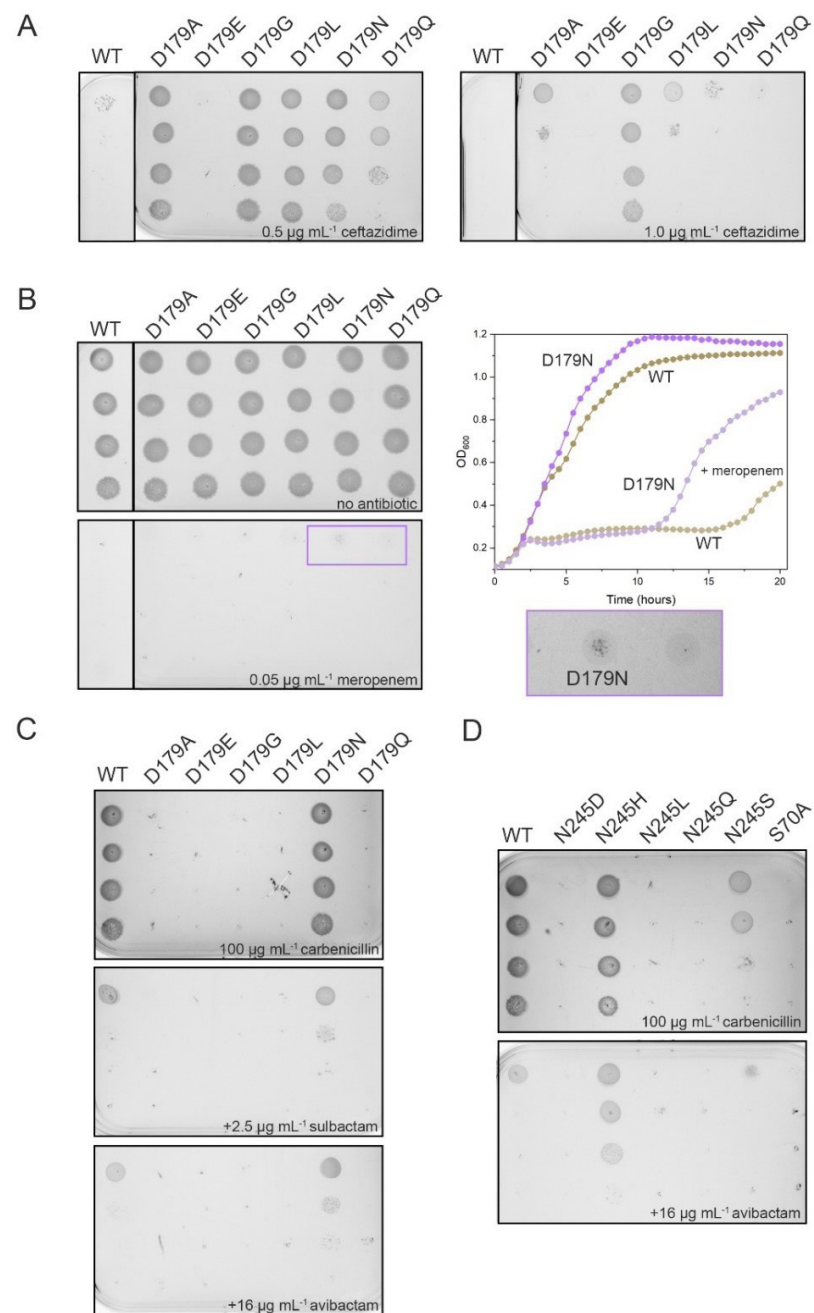 A
WT D179A D179E D179G D179L D179N D179Q
0.5 µg mL⁻¹ ceftazidime
WT D179A D179E D179G D179L D179N D179Q
1.0 µg mL⁻¹ ceftazidime
B
WT D179A D179E D179G D179L D179N D179Q
no antibiotic
0.05 µg mL⁻¹ meropenem
1.2
1.0
0.8
0.6
0.4
0.2
OD₆₀₀
D179N
WT
+ meropenem
D179N
WT
0 5 10 15 20
Time (hours)
D179N
C
WT D179A D179E D179G D179L D179N D179Q
100 µg mL⁻¹ carbenicillin
+2.5 µg mL⁻¹ sulbactam
+16 µg mL⁻¹ avibactam
D
WT N245D N245H N245L N245Q N245S S70A
100 µg mL⁻¹ carbenicillin
+16 µg mL⁻¹ avibactam